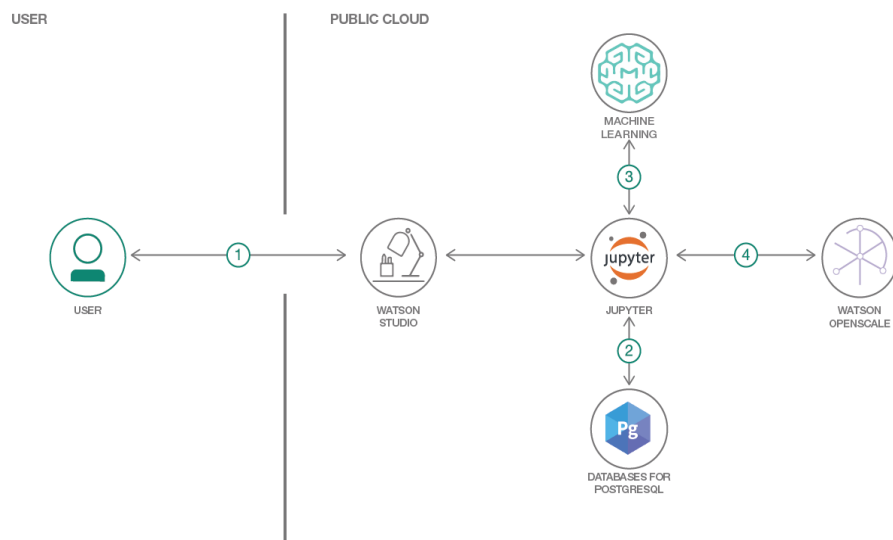 USER
PUBLIC CLOUD
MACHINE
LEARNING
3
1
jupyter
4
USER
WATSON
STUDIO
JUPYTER
WATSON
OPENSCALE
2
Pg
DATABASES FOR
POSTGRESQL